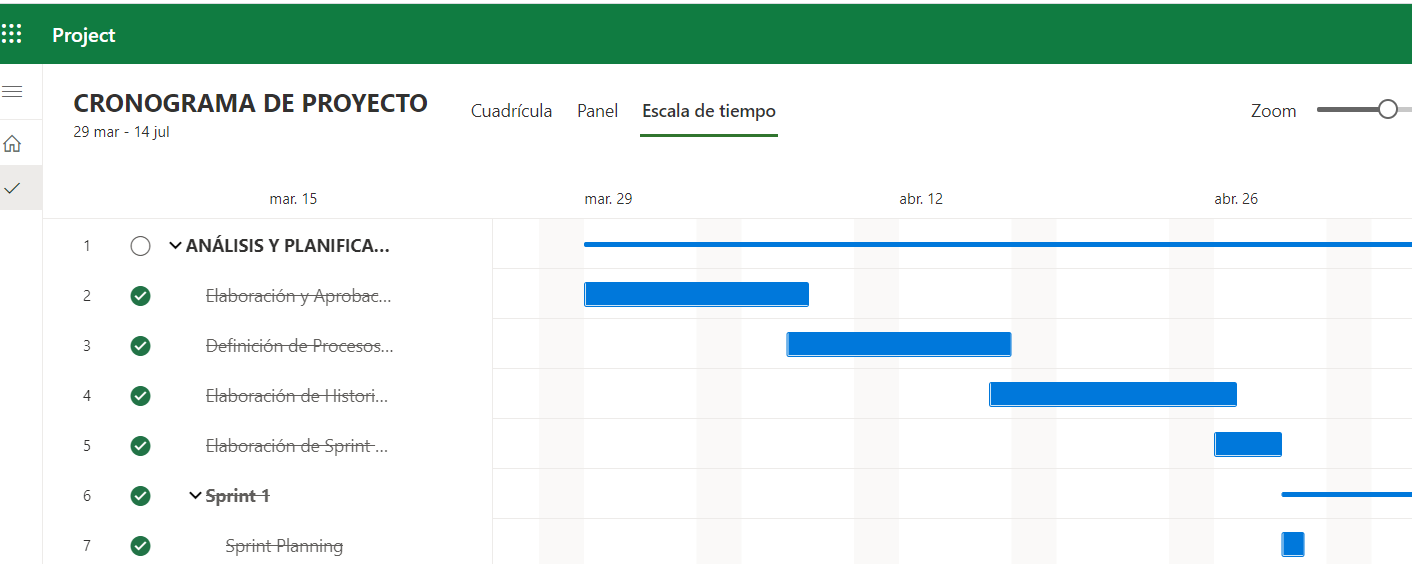 Project
CRONOGRAMA DE PROYECTO
29 mar - 14 jul
Cuadrícula Panel Escala de tiempo
Zoom
mar. 15 mar. 29 abr. 12 abr. 26
1 ANÁLISIS Y PLANIFICA...
2 Elaboración y Aprobac...
3 Definición de Procesos...
4 Elaboración de Histori...
5 Elaboración de Sprint ...
6 Sprint 1
7 Sprint Planning